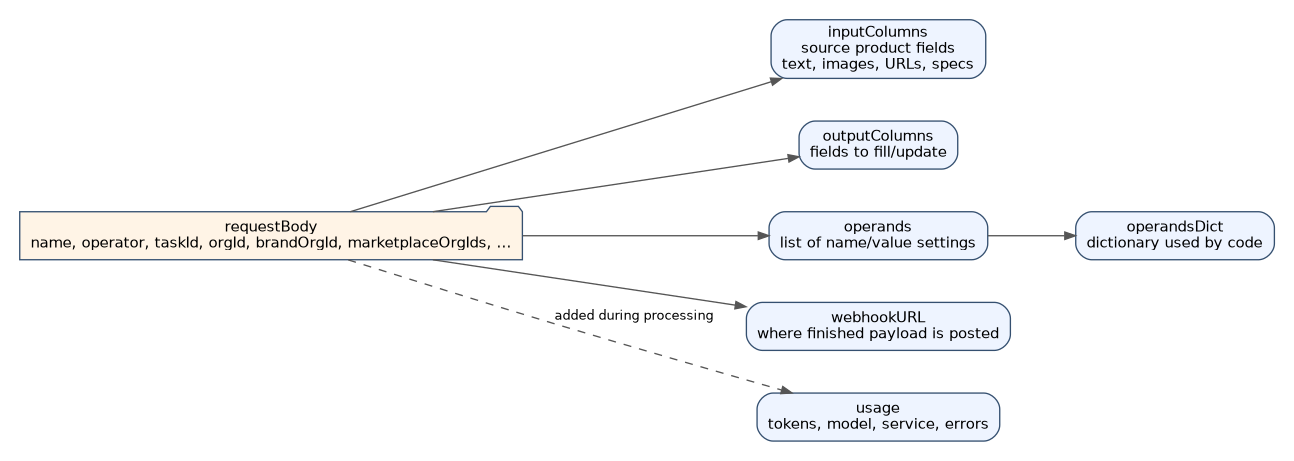 inputColumns
source product fields
text, images, URLs, specs
outputColumns
fields to fill/update
requestBody
name, operator, taskId, orgId, brandOrgId, marketplaceOrgIds, ...
operands
list of name/value settings
operandsDict
dictionary used by code
added during processing
webhookURL
where finished payload is posted
usage
tokens, model, service, errors